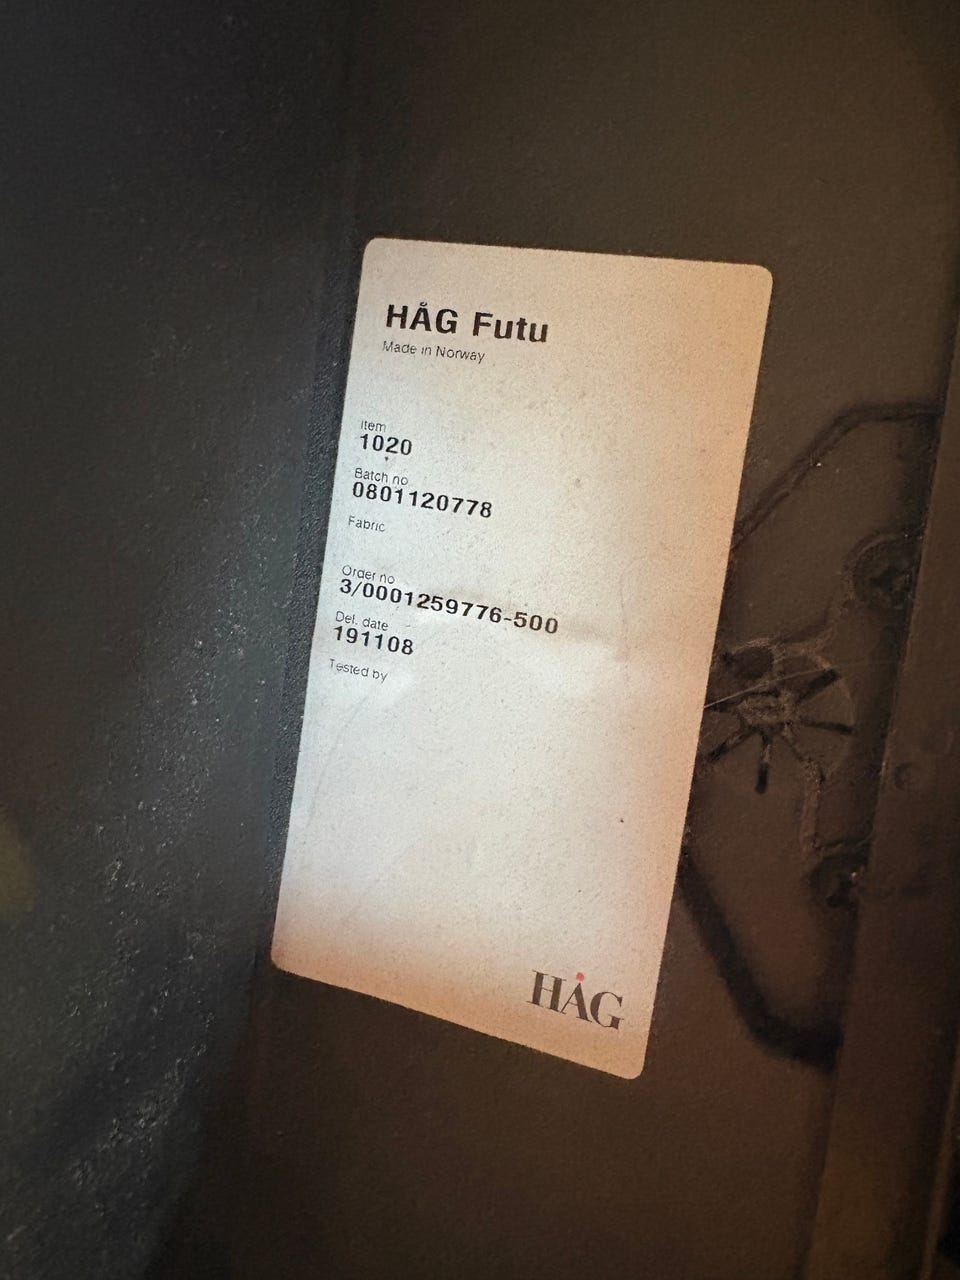 HÅG Futu
Made in Norway
Item
1020
Batch no
0801120778
Fabric
Order no
3/0001259776-500
Del. date
191108
Tested by
HÅG